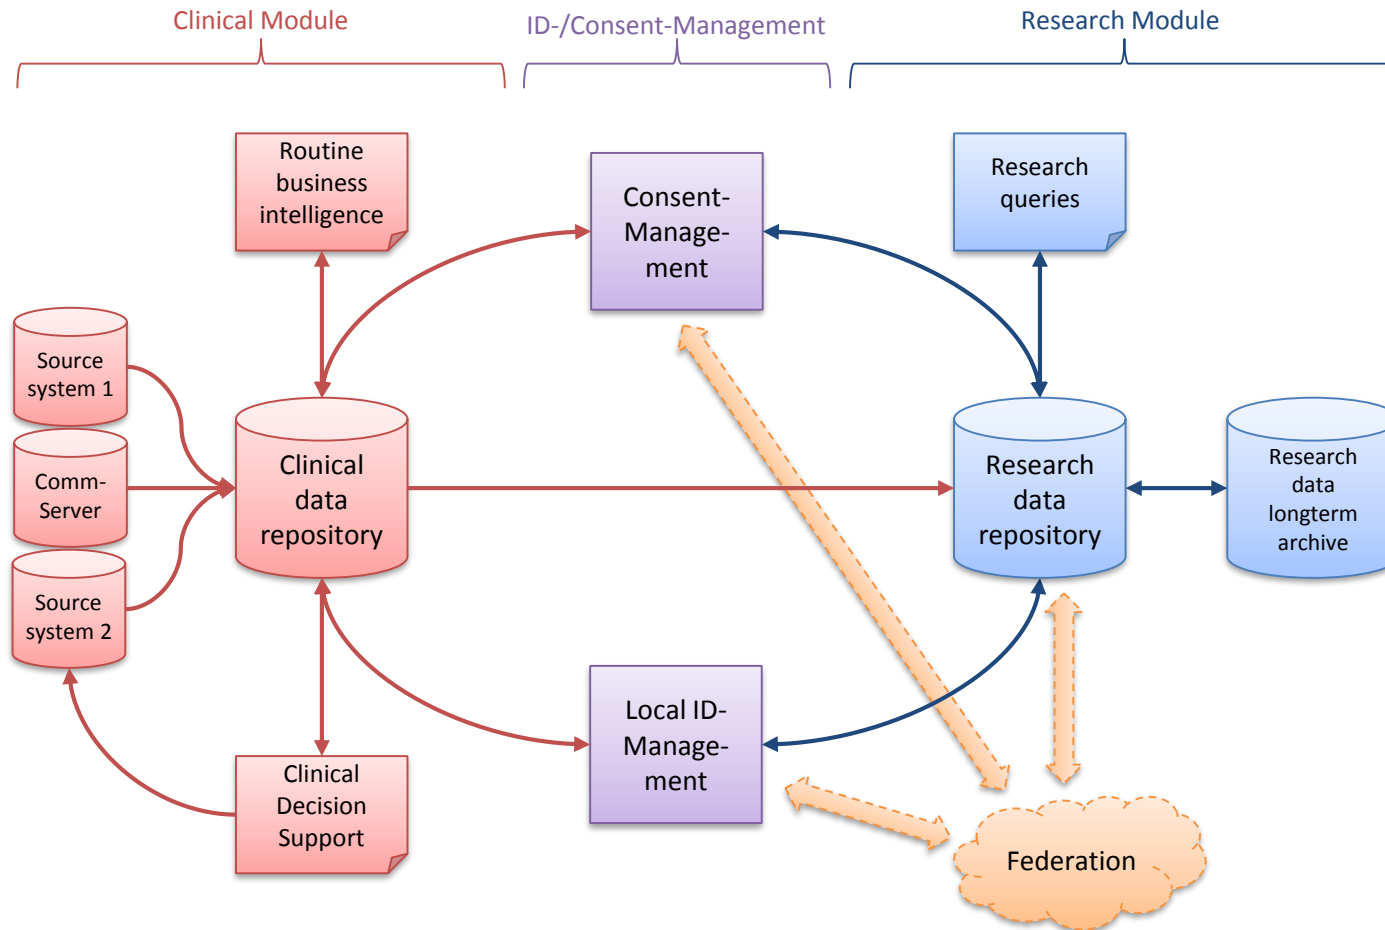 Clinical Module
ID-/Consent-Management
Research Module
Routine
business
intelligence
Consent-
Manage-
ment
Research
queries
Source
system 1
Comm-
Server
Source
system 2
Clinical
data
repository
Research
data
repository
Research
data
longterm
archive
Local ID-
Manage-
ment
Clinical
Decision
Support
Federation